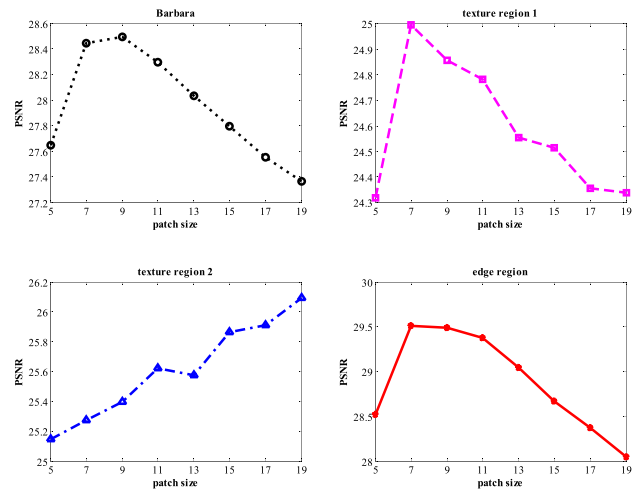 Barbara
28.6
28.4
28.2
28
27.8
27.6
27.4
27.2
PSNR
5 7 9 11 13 15 17 19
patch size
texture region 1
25
24.9
24.8
24.7
24.6
24.5
24.4
24.3
PSNR
5 7 9 11 13 15 17 19
patch size
texture region 2
26.2
26
25.8
25.6
25.4
25.2
25
PSNR
5 7 9 11 13 15 17 19
patch size
edge region
30
29.5
29
28.5
28
PSNR
5 7 9 11 13 15 17 19
patch size